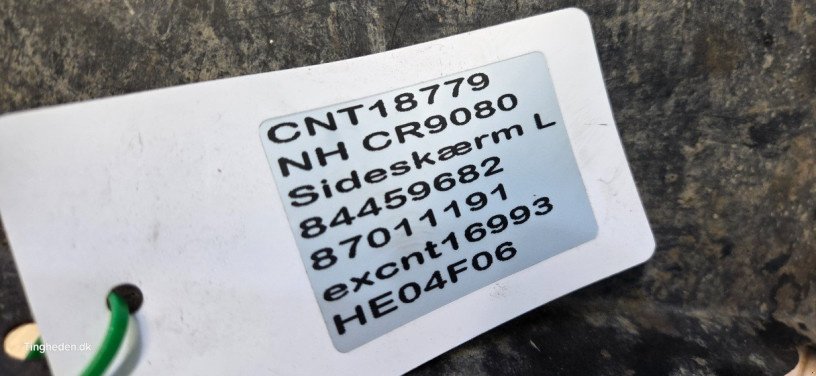 CNT18779
NH CR9080
Sideskærm L
84459682
87011191
excnt16993
HE04F06
Tingheden.dk